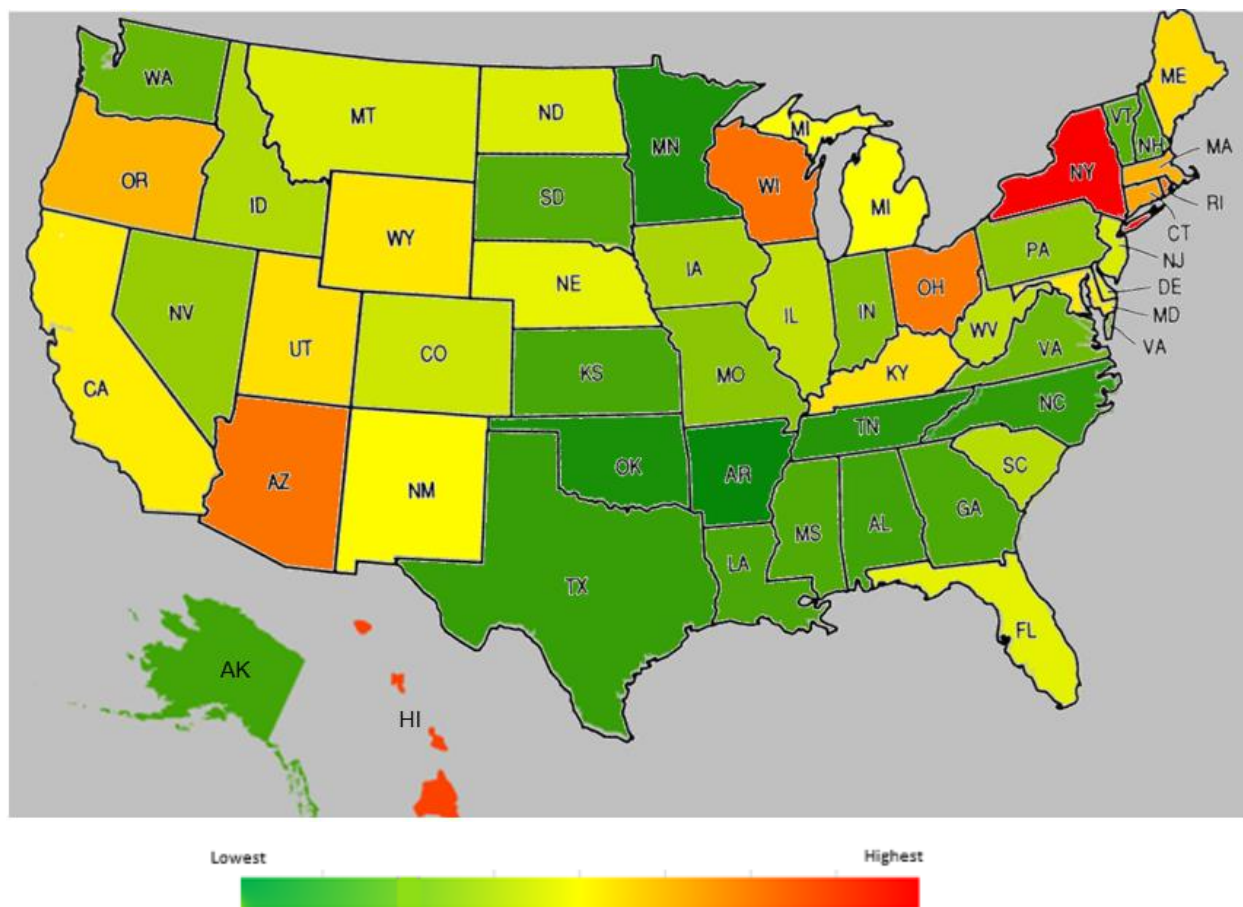 ME
WA
VT
MT
ND
MI
MN
NH
MA
OR
NY
WI
SD
ID
MI
RI
WY
CT
PA
NJ
IA
OH
NE
DE
NV
IL
IN
WV
MD
UT
CO
VA
VA
KS
MO
KY
CA
NC
TN
SC
OK
AR
AZ
NM
GA
MS
AL
LA
TX
FL
AK
HI
Lowest
Highest